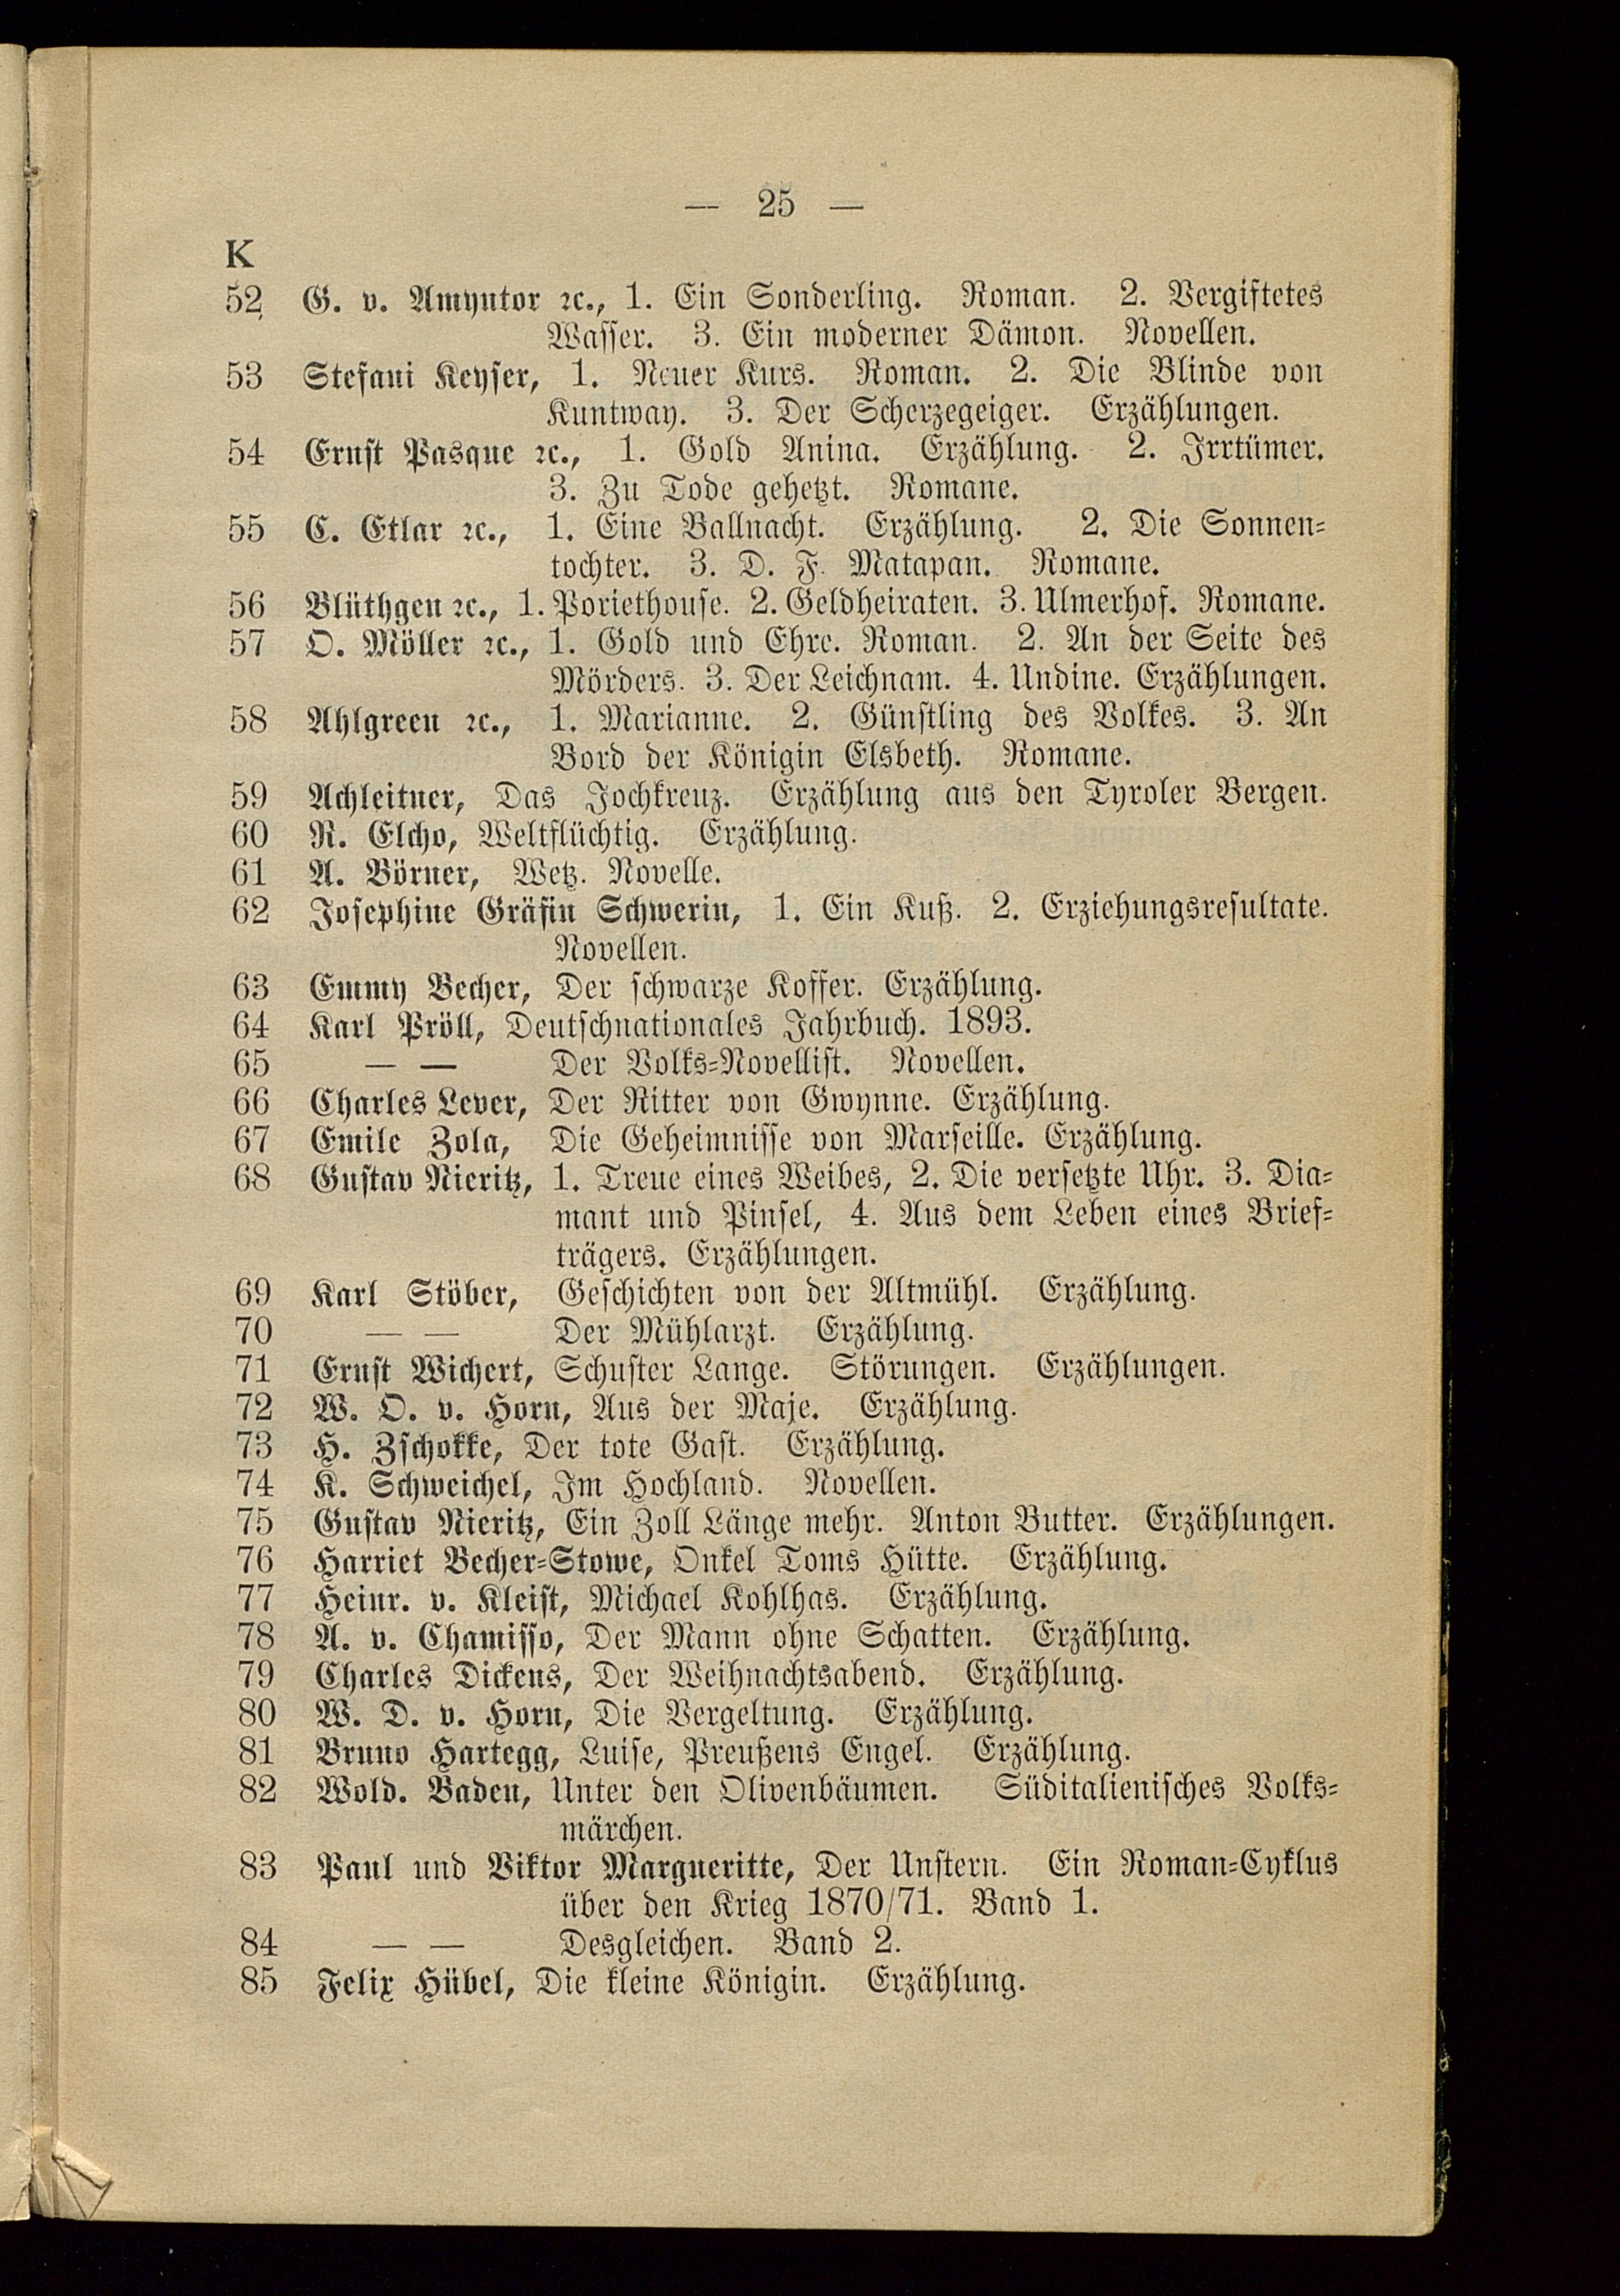 — 25 —
K
52 G. v. Amyntor ꝛc., 1. Ein Sonderling. Roman. 2. Vergiftetes
Wasser. 3. Ein moderner Dämon. Novellen.
53 Stefani Keyser, 1. Neuer Kurs. Roman. 2. Die Blinde von
Kuntway. 3. Der Scherzegeiger. Erzählungen.
54 Ernst Pasque ꝛc., 1. Gold Anina. Erzählung. 2. Irrtümer.
3. Zu Tode gehetzt. Romane.
55 C. Etlar ꝛc., 1. Eine Ballnacht. Erzählung. 2. Die Sonnen-
tochter. 3. D. F. Matapan. Romane.
56 Blüthgen ꝛc., 1. Poriethouse. 2. Geldheiraten. 3. Ulmerhof. Romane.
57 O. Möller ꝛc., 1. Gold und Ehre. Roman. 2. An der Seite des
Mörders. 3. Der Leichnam. 4. Undine. Erzählungen.
58 Ahlgreen ꝛc., 1. Marianne. 2. Günstling des Volkes. 3. An
Bord der Königin Elsbeth. Romane.
59 Achleitner, Das Jochkreuz. Erzählung aus den Tyroler Bergen.
60 R. Elcho, Weltflüchtig. Erzählung.
61 A. Börner, Wetz. Novelle.
62 Josephine Gräfin Schwerin, 1. Ein Kuß. 2. Erziehungsresultate.
Novellen.
63 Emmy Becher, Der schwarze Koffer. Erzählung.
64 Karl Pröll, Deutschnationales Jahrbuch. 1893.
65 — — Der Volks-Novellist. Novellen.
66 Charles Lever, Der Ritter von Gwynne. Erzählung.
67 Emile Zola, Die Geheimnisse von Marseille. Erzählung.
68 Gustav Nieritz, 1. Treue eines Weibes, 2. Die versetzte Uhr. 3. Dia-
mant und Pinsel, 4. Aus dem Leben eines Brief-
trägers. Erzählungen.
69 Karl Stöber, Geschichten von der Altmühl. Erzählung.
70 — — Der Mühlarzt. Erzählung.
71 Ernst Wichert, Schuster Lange. Störungen. Erzählungen.
72 W. O. v. Horn, Aus der Maje. Erzählung.
73 H. Zschokke, Der tote Gast. Erzählung.
74 K. Schweichel, Im Hochland. Novellen.
75 Gustav Nieritz, Ein Zoll Länge mehr. Anton Butter. Erzählungen.
76 Harriet Becher-Stowe, Onkel Toms Hütte. Erzählung.
77 Heinr. v. Kleist, Michael Kohlhas. Erzählung.
78 A. v. Chamisso, Der Mann ohne Schatten. Erzählung.
79 Charles Dickens, Der Weihnachtsabend. Erzählung.
80 W. D. v. Horn, Die Vergeltung. Erzählung.
81 Bruno Hartegg, Luise, Preußens Engel. Erzählung.
82 Wold. Baden, Unter den Olivenbäumen. Süditalienisches Volks-
märchen.
83 Paul und Viktor Margueritte, Der Unstern. Ein Roman-Cyklus
über den Krieg 1870/71. Band 1.
84 — — Desgleichen. Band 2.
85 Felix Hübel, Die kleine Königin. Erzählung.